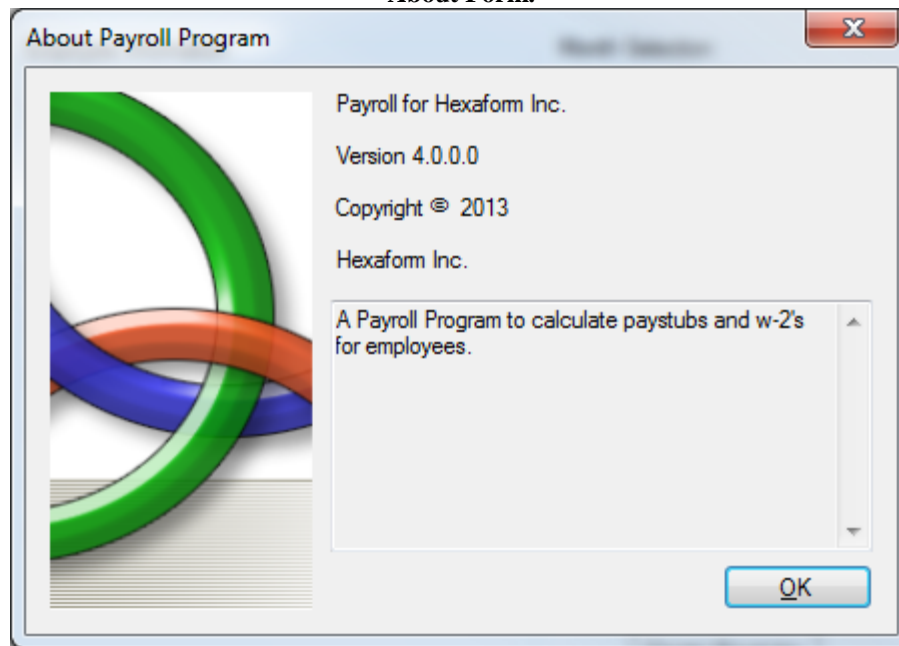 About Form.
About Payroll Program
Payroll for Hexaform Inc.
Version 4.0.0.0
Copyright © 2013
Hexaform Inc.
A Payroll Program to calculate paystubs and w-2's
for employees.
OK